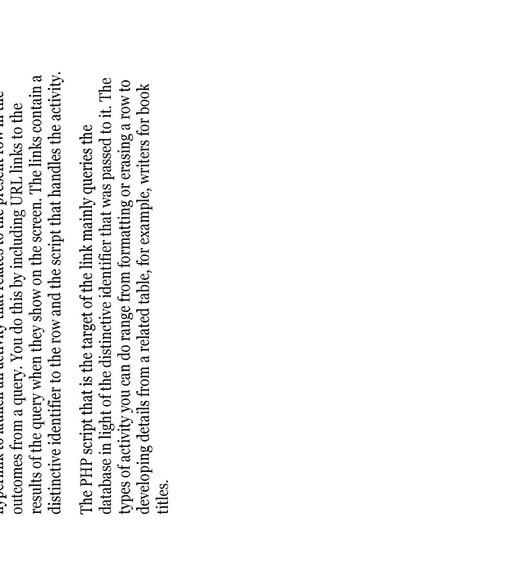 hyperlink to launch an activity that relates to the present row in the
outcomes from a query. You do this by including URL links to the
results of the query when they show on the screen. The links contain a
distinctive identifier to the row and the script that handles the activity.
The PHP script that is the target of the link mainly queries the
database in light of the distinctive identifier that was passed to it. The
types of activity you can do range from formatting or erasing a row to
developing details from a related table, for example, writers for book
titles.